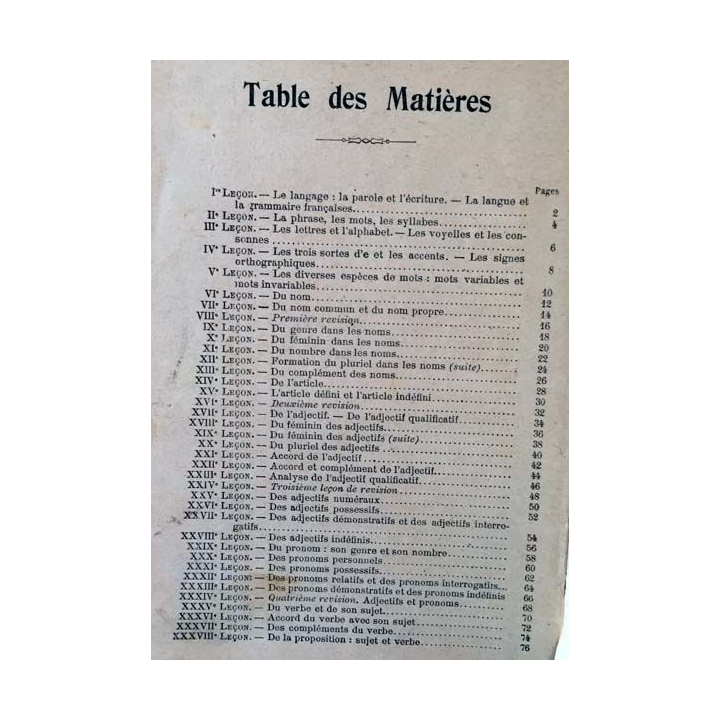 Table des Matières
Pages
Iʳᵉ LEÇON. — Le langage : la parole et l'écriture. — La langue et
la grammaire françaises 2
IIᵉ LEÇON. — La phrase, les mots, les syllabes 4
IIIᵉ LEÇON. — Les lettres et l'alphabet. — Les voyelles et les con-
sonnes 6
IVᵉ LEÇON. — Les trois sortes d'e et les accents. — Les signes
orthographiques 8
Vᵉ LEÇON. — Les diverses espèces de mots : mots variables et
mots invariables 10
VIᵉ LEÇON. — Du nom 12
VIIᵉ LEÇON. — Du nom commun et du nom propre 14
VIIIᵉ LEÇON. — Première revision 16
IXᵉ LEÇON. — Du genre dans les noms 18
Xᵉ LEÇON. — Du féminin dans les noms 20
XIᵉ LEÇON. — Du nombre dans les noms 22
XIIᵉ LEÇON. — Formation du pluriel dans les noms (suite) 24
XIIIᵉ LEÇON. — Du complément des noms 26
XIVᵉ LEÇON. — De l'article 28
XVᵉ LEÇON. — L'article défini et l'article indéfini 30
XVIᵉ LEÇON. — Deuxième revision 32
XVIIᵉ LEÇON. — De l'adjectif. — De l'adjectif qualificatif 34
XVIIIᵉ LEÇON. — Du féminin des adjectifs 36
XIXᵉ LEÇON. — Du féminin des adjectifs (suite) 38
XXᵉ LEÇON. — Du pluriel des adjectifs 40
XXIᵉ LEÇON. — Accord de l'adjectif 42
XXIIᵉ LEÇON. — Accord et complément de l'adjectif 44
XXIIIᵉ LEÇON. — Analyse de l'adjectif qualificatif 46
XXIVᵉ LEÇON. — Troisième leçon de revision 48
XXVᵉ LEÇON. — Des adjectifs numéraux 50
XXVIᵉ LEÇON. — Des adjectifs possessifs 52
XXVIIᵉ LEÇON. — Des adjectifs démonstratifs et des adjectifs interro-
gatifs 54
XXVIIIᵉ LEÇON. — Des adjectifs indéfinis 56
XXIXᵉ LEÇON. — Du pronom : son genre et son nombre 58
XXXᵉ LEÇON. — Des pronoms personnels 60
XXXIᵉ LEÇON. — Des pronoms possessifs 62
XXXIIᵉ LEÇON. — Des pronoms relatifs et des pronoms interrogatifs 64
XXXIIIᵉ LEÇON. — Des pronoms démonstratifs et des pronoms indéfinis 66
XXXIVᵉ LEÇON. — Quatrième revision. Adjectifs et pronoms 68
XXXVᵉ LEÇON. — Du verbe et de son sujet 70
XXXVIᵉ LEÇON. — Accord du verbe avec son sujet 72
XXXVIIᵉ LEÇON. — Des compléments du verbe 74
XXXVIIIᵉ LEÇON. — De la proposition : sujet et verbe 76